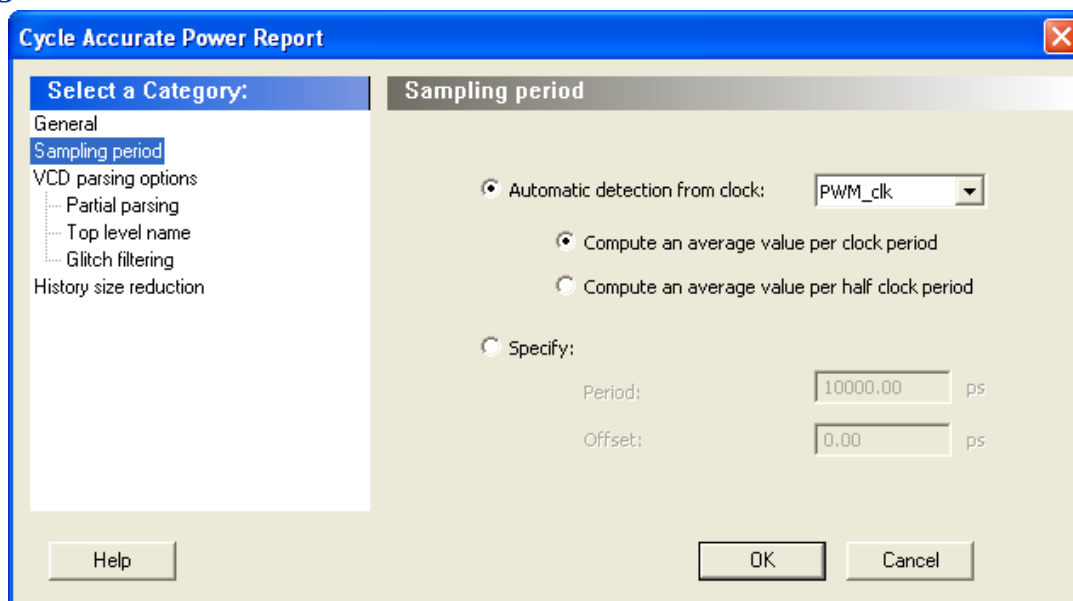 Cycle Accurate Power Report
Select a Category:
General
Sampling period
VCD parsing options
Partial parsing
Top level name
Glitch filtering
History size reduction
Sampling period
Automatic detection from clock: PWM_clk
Compute an average value per clock period
Compute an average value per half clock period
Specify:
Period: 10000.00 ps
Offset: 0.00 ps
Help OK Cancel